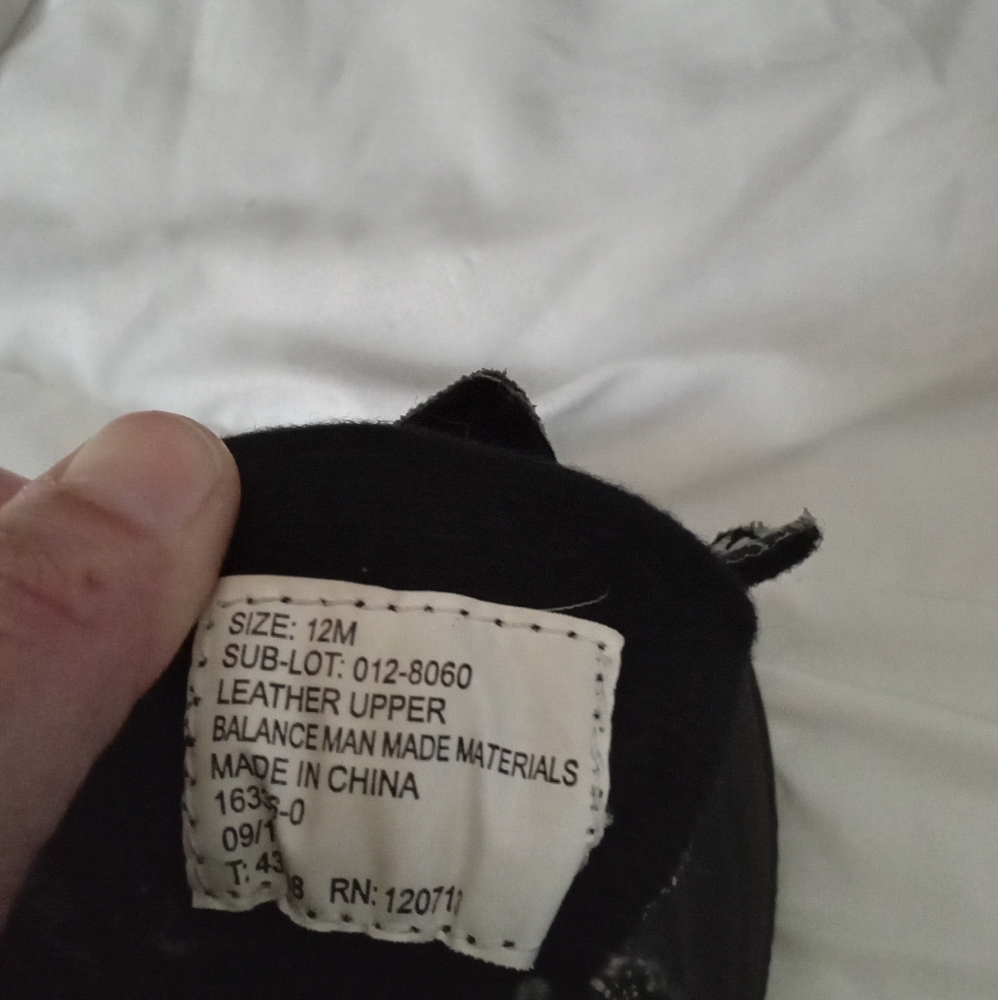 SIZE: 12M
SUB-LOT: 012-8060
LEATHER UPPER
BALANCE MAN MADE MATERIALS
MADE IN CHINA
RN: